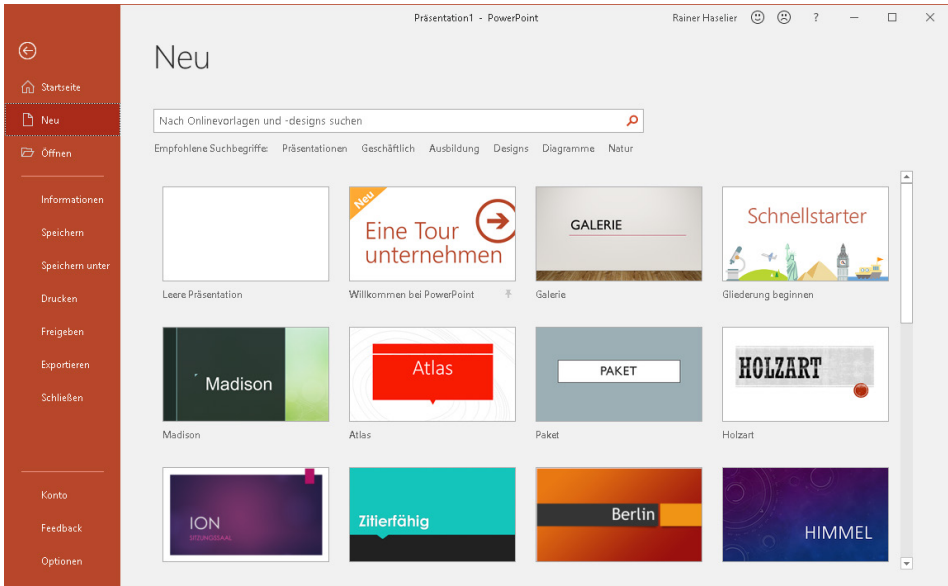 Präsentation1 - PowerPoint
Rainer Haselier
?
Neu
Startseite
Neu
Öffnen
Informationen
Speichern
Speichern unter
Drucken
Freigeben
Exportieren
Schließen
Konto
Feedback
Optionen
Nach Onlinevorlagen und -designs suchen
Empfohlene Suchbegriffe: Präsentationen Geschäftlich Ausbildung Designs Diagramme Natur
Leere Präsentation
Neu
Eine Tour
unternehmen
Willkommen bei PowerPoint
GALERIE
Galerie
Schnellstarter
Gliederung beginnen
Madison
Madison
Atlas
Atlas
PAKET
Paket
HOLZART
Holzart
ION
SITZUNGSSAAL
Zitierfähig
Berlin
HIMMEL